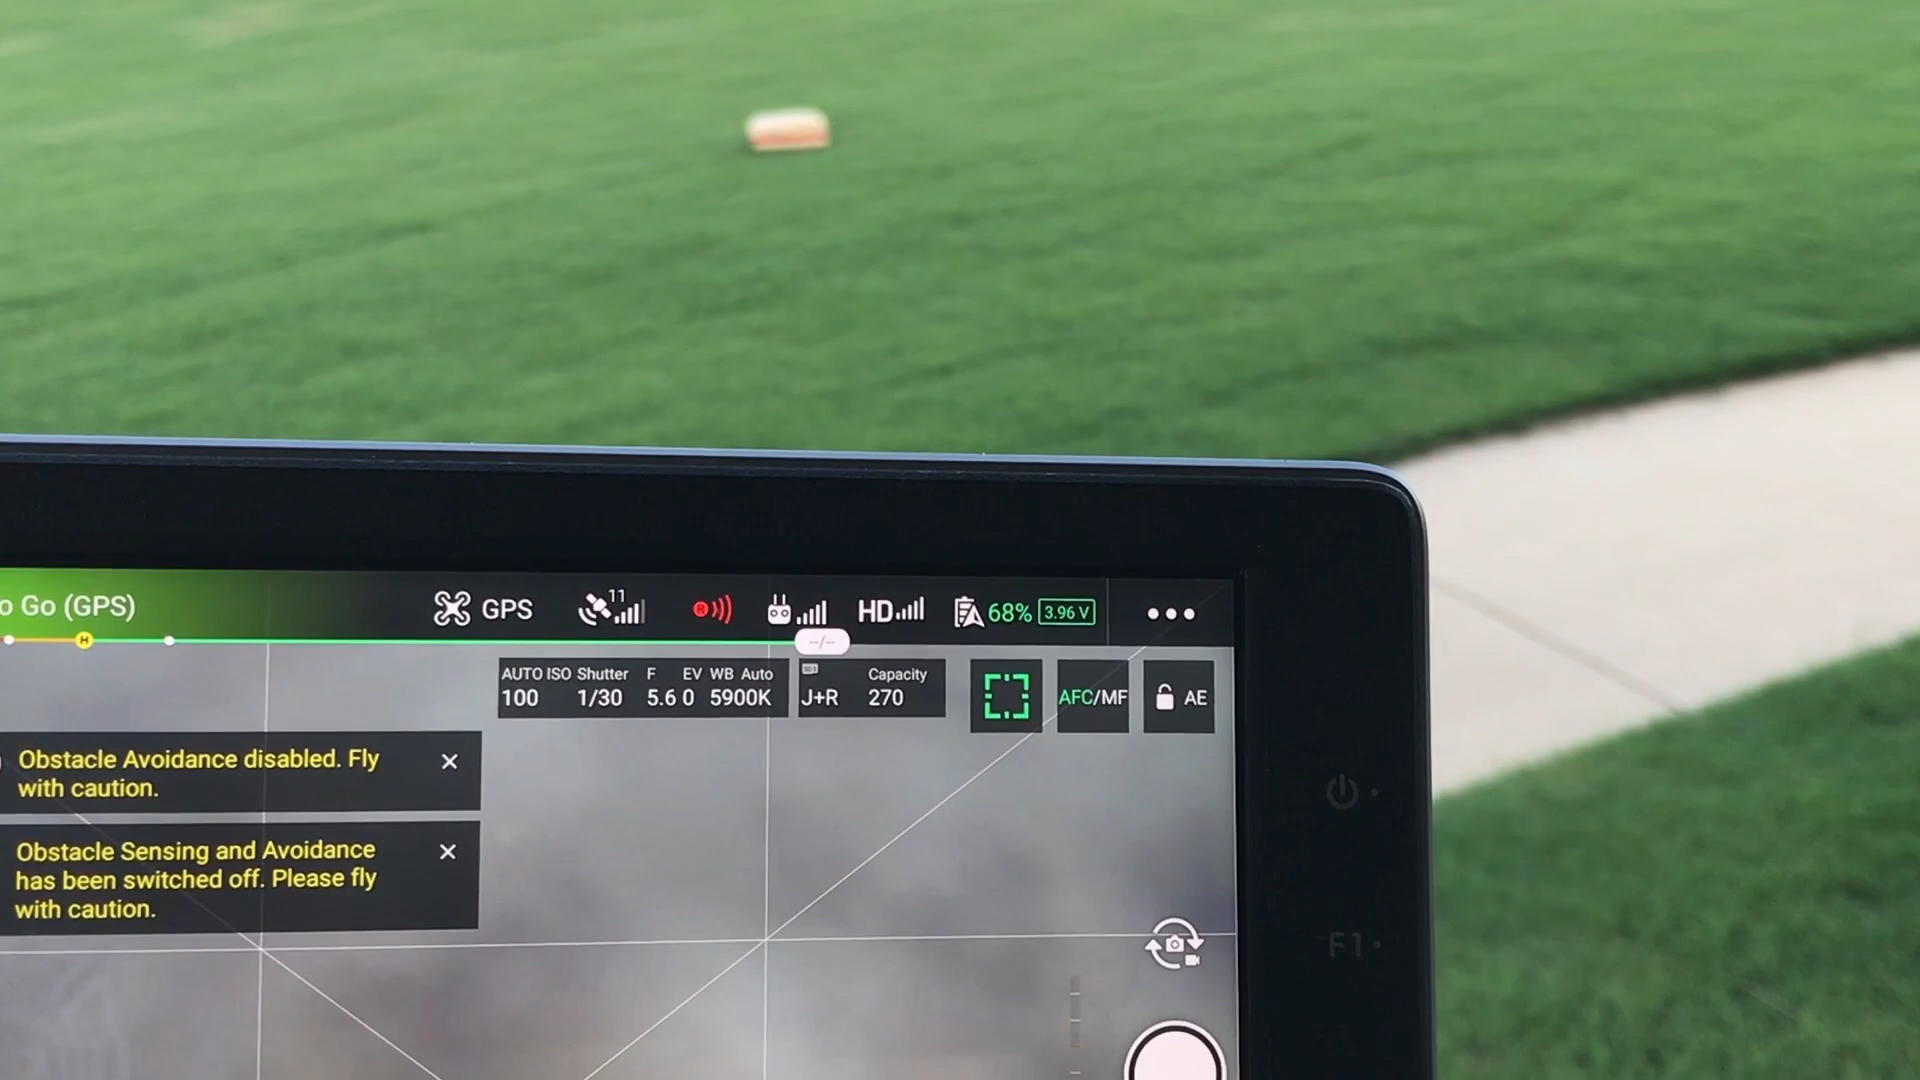 o Go (GPS)
GPS
11
R
HD
68%
3.96 V
H
--/--
AUTO ISO Shutter F EV WB Auto
100 1/30 5.6 0 5900K
Capacity
J+R 270
AFC/MF
AE
Obstacle Avoidance disabled. Fly
with caution.
Obstacle Sensing and Avoidance
has been switched off. Please fly
with caution.
F1